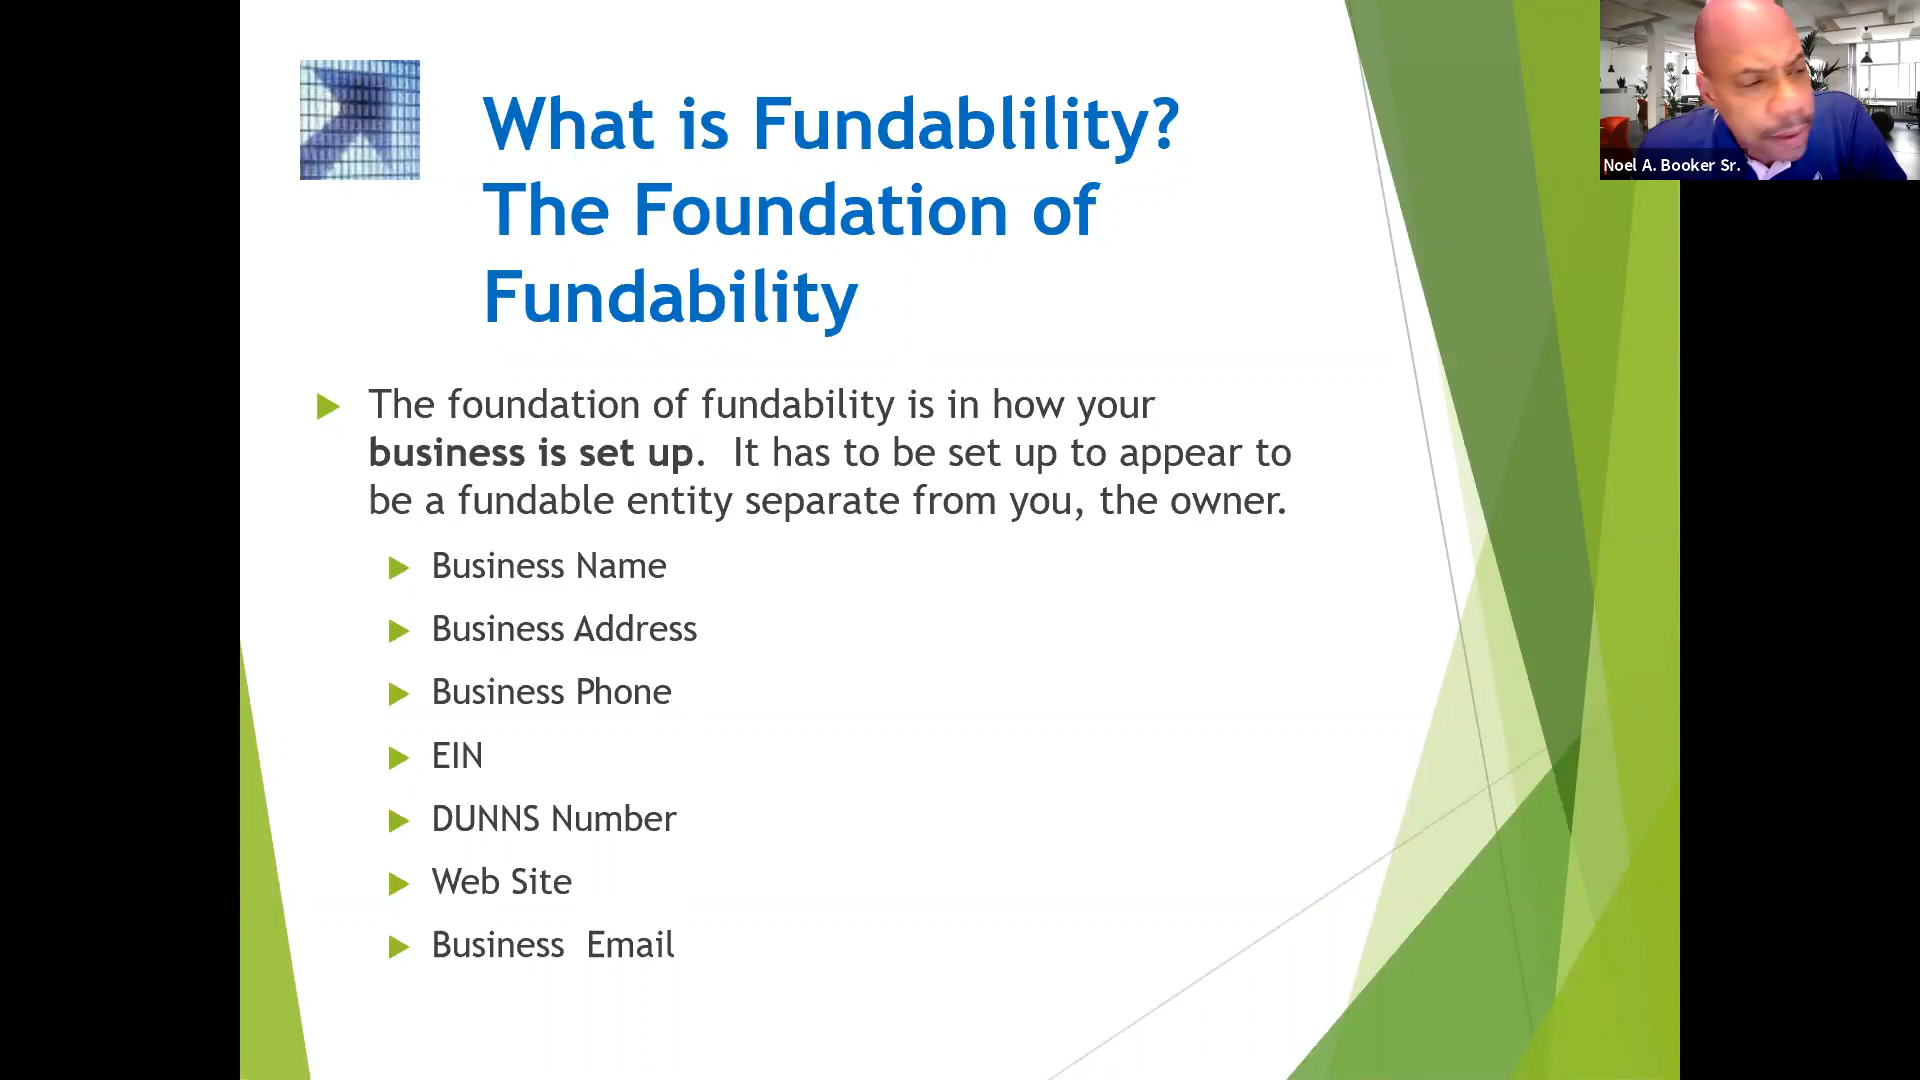 What is Fundablility?
The Foundation of
Fundability
The foundation of fundability is in how your
business is set up.  It has to be set up to appear to
be a fundable entity separate from you, the owner.
Business Name
Business Address
Business Phone
EIN
DUNNS Number
Web Site
Business  Email
Noel A. Booker Sr.